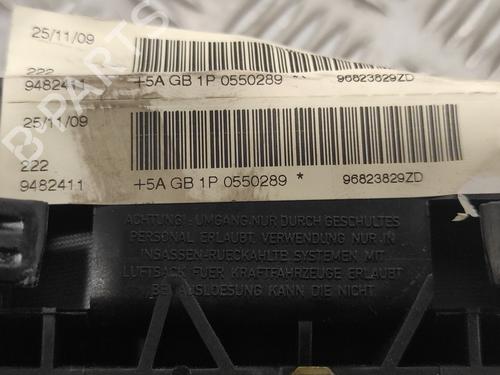 25/11/09
222
9482411 +5A GB 1P 0550289 * 96823829ZD
25/11/09
222
9482411 +5A GB 1P 0550289 * 96823829ZD
ACHTUNG! - UMGANG NUR DURCH GESCHULTES
PERSONAL ERLAUBT. VERWENDUNG NUR IN
INSASSEN-RUECKAHLTE SYSTEMEN MIT
LUFTSACK FUER KRAFTFAHRZEUGE ERLAUBT
BEI AUSLOESUNG KANN DIE NICHT
B-PARTS